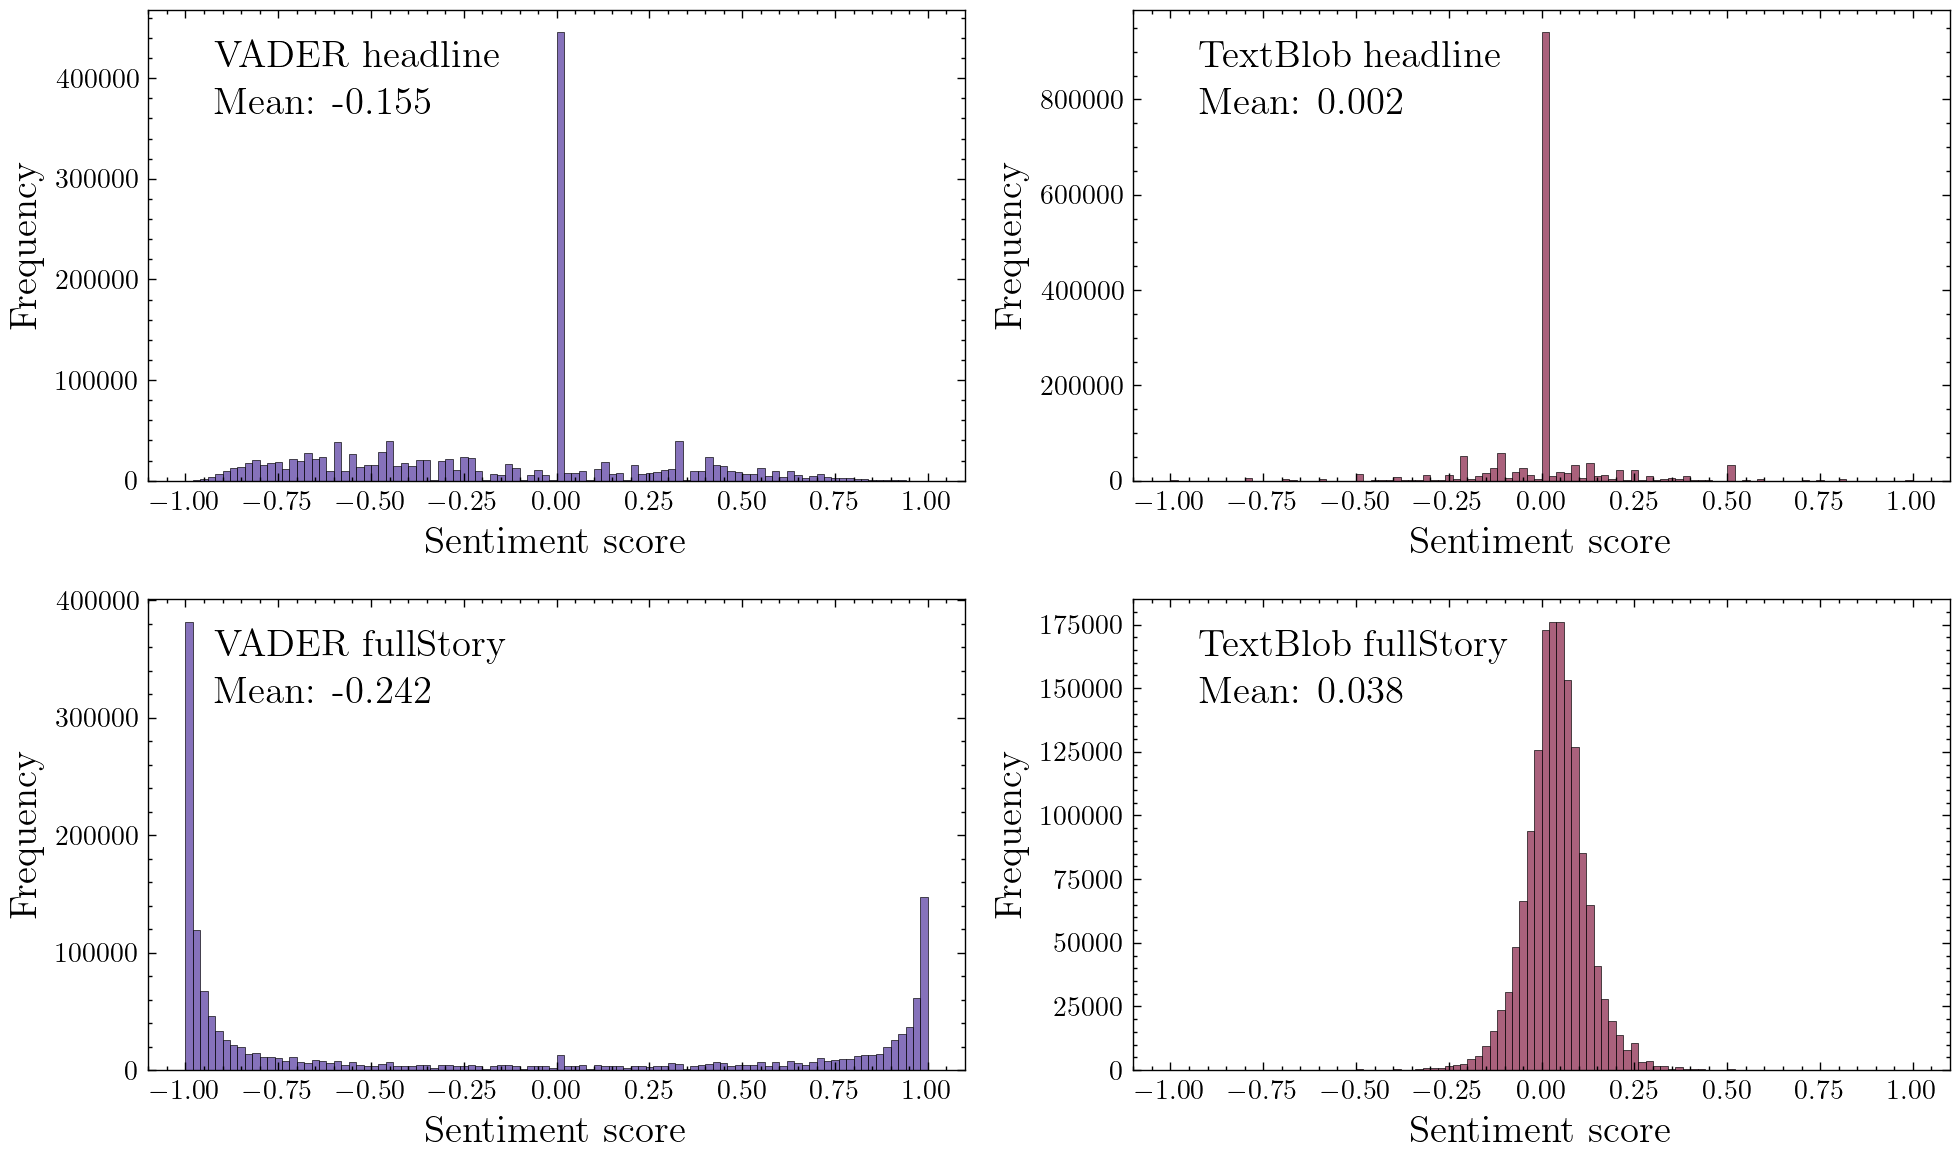 VADER headline
Mean: -0.155
Frequency
400000
300000
200000
100000
0
−1.00 −0.75 −0.50 −0.25 0.00 0.25 0.50 0.75 1.00
Sentiment score
TextBlob headline
Mean: 0.002
Frequency
800000
600000
400000
200000
0
−1.00 −0.75 −0.50 −0.25 0.00 0.25 0.50 0.75 1.00
Sentiment score
VADER fullStory
Mean: -0.242
Frequency
400000
300000
200000
100000
0
−1.00 −0.75 −0.50 −0.25 0.00 0.25 0.50 0.75 1.00
Sentiment score
TextBlob fullStory
Mean: 0.038
Frequency
175000
150000
125000
100000
75000
50000
25000
0
−1.00 −0.75 −0.50 −0.25 0.00 0.25 0.50 0.75 1.00
Sentiment score